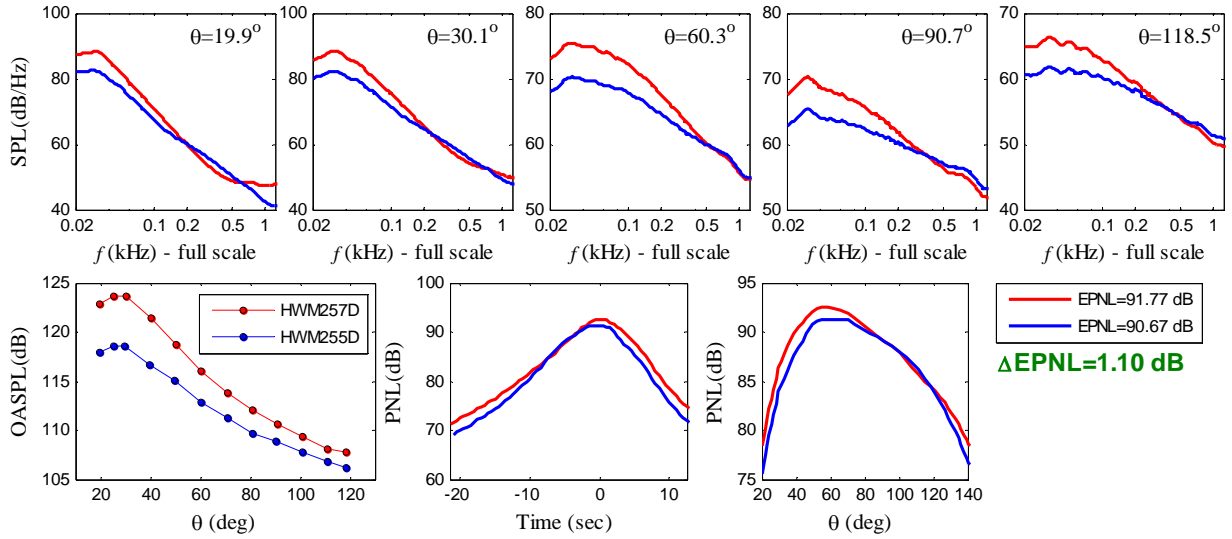 100 100 80 80 70
θ=19.9° θ=30.1° θ=60.3° θ=90.7° θ=118.5°
80 80 70 70
60
60 60 60 60
SPL(dB/Hz)
40 40 50 50 50
0.02 0.1 0.2 0.5 1 0.02 0.1 0.2 0.5 1 0.02 0.1 0.2 0.5 1 0.02 0.1 0.2 0.5 1 0.02 0.1 0.2 0.5 1
f (kHz) - full scale f (kHz) - full scale f (kHz) - full scale f (kHz) - full scale f (kHz) - full scale
OASPL(dB)
125
120
115
110
105
20 40 60 80 100 120
θ (deg)
HWM257D
HWM255D
PNL(dB)
100
90
80
70
60
-20 -10 0 10
Time (sec)
PNL(dB)
95
90
85
80
75
20 40 60 80 100 120 140
θ (deg)
EPNL=91.77 dB
EPNL=90.67 dB
ΔEPNL=1.10 dB